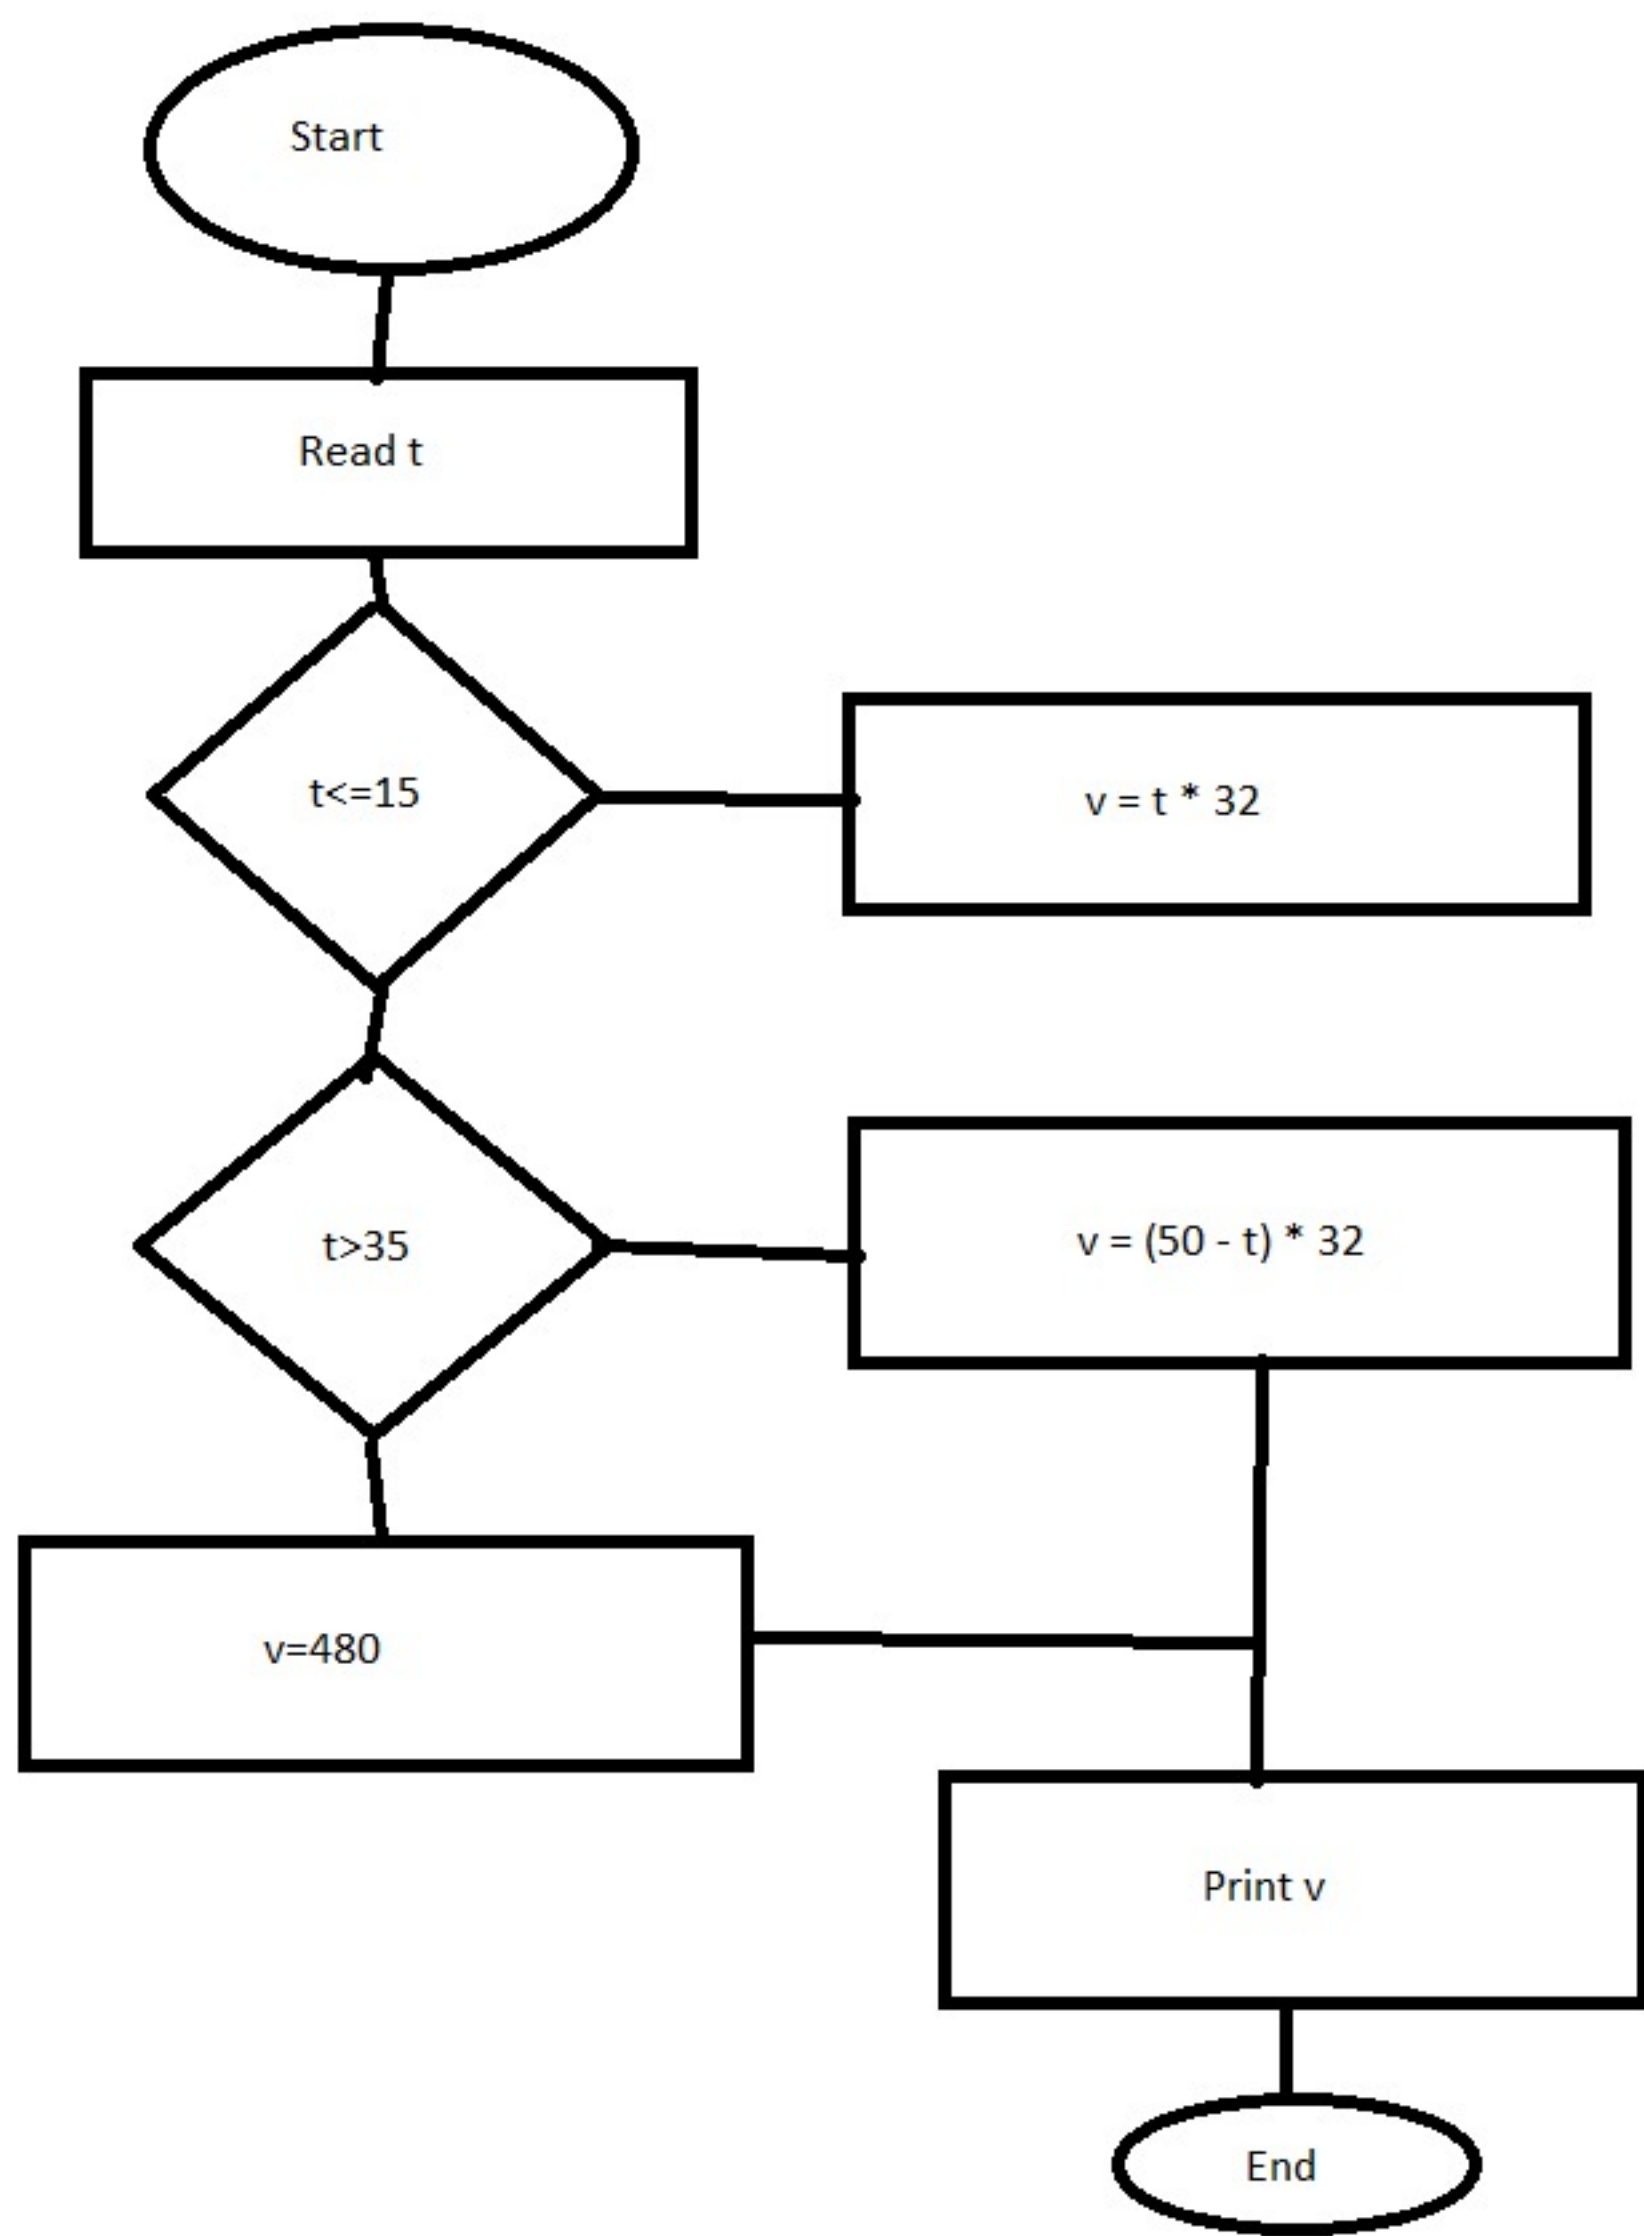 Start
Read t
t<=15
v = t * 32
t>35
v = (50 - t) * 32
v=480
Print v
End